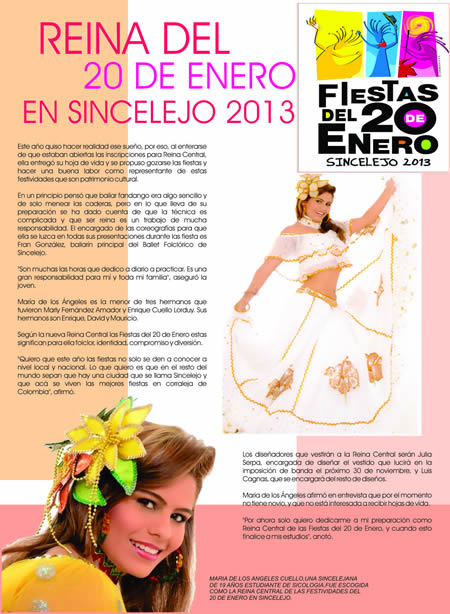 REINA DEL
20 DE ENERO
EN SINCELEJO 2013
FIESTAS
DEL 20 DE
ENERO
SINCELEJO 2013
Este año quiso hacer realidad ese sueño, por eso, al enterarse
de que estaban abiertas las inscripciones para Reina Central,
ella entregó su hoja de vida y se propuso gozarse las fiestas y
hacer una buena labor como representante de estas
festividades que son patrimonio cultural.
En un principio pensó que bailar fandango era algo sencillo y
de solo menear las caderas, pero en lo que lleva de su
preparación se ha dado cuenta de que la técnica es
complicada y que ser reina es un trabajo de mucha
responsabilidad. El encargado de las coreografías para que
ella se luzca en todas sus presentaciones durante las fiesta es
Fran González, bailarín principal del Ballet Folclórico de
Sincelejo.
"Son muchas las horas que dedico a diario a practicar. Es una
gran responsabilidad para mí y toda mi familia", aseguró la
joven.
María de los Ángeles es la menor de tres hermanos que
tuvieron Marly Fernández Amador y Enrique Cuello Lorduy. Sus
hermanos son Enrique, David y Mauricio.
Según la nueva Reina Central las Fiestas del 20 de Enero estas
significan para ella folclor, identidad, compromiso y diversión.
"Quiero que este año las fiestas no solo se den a conocer a
nivel local y nacional. Lo que quiero es que en el resto del
mundo sepan que hay una ciudad que se llama Sincelejo y
que acá se viven las mejores fiestas en corraleja de
Colombia", afirmó.
Los diseñadores que vestirán a la Reina Central serán Julia
Serpa, encargada de diseñar el vestido que lucirá en la
imposición de banda el próximo 30 de noviembre, y Luis
Cagnas, que se encargará del resto de diseños.
María de los Ángeles afirmó en entrevista que por el momento
no tiene novio, y que no está interesada a recibir hojas de vida.
"Por ahora solo quiero dedicarme a mi preparación como
Reina Central de las Fiestas del 20 de Enero, y cuando esto
finalice a mis estudios", anotó.
MARIA DE LOS ANGELES CUELLO,UNA SINCELEJANA
DE 19 AÑOS ESTUDIANTE DE SICOLOGIA,FUE ESCOGIDA
COMO LA REINA CENTRAL DE LAS FESTIVIDADES DEL
20 DE ENERO EN SINCELEJO.